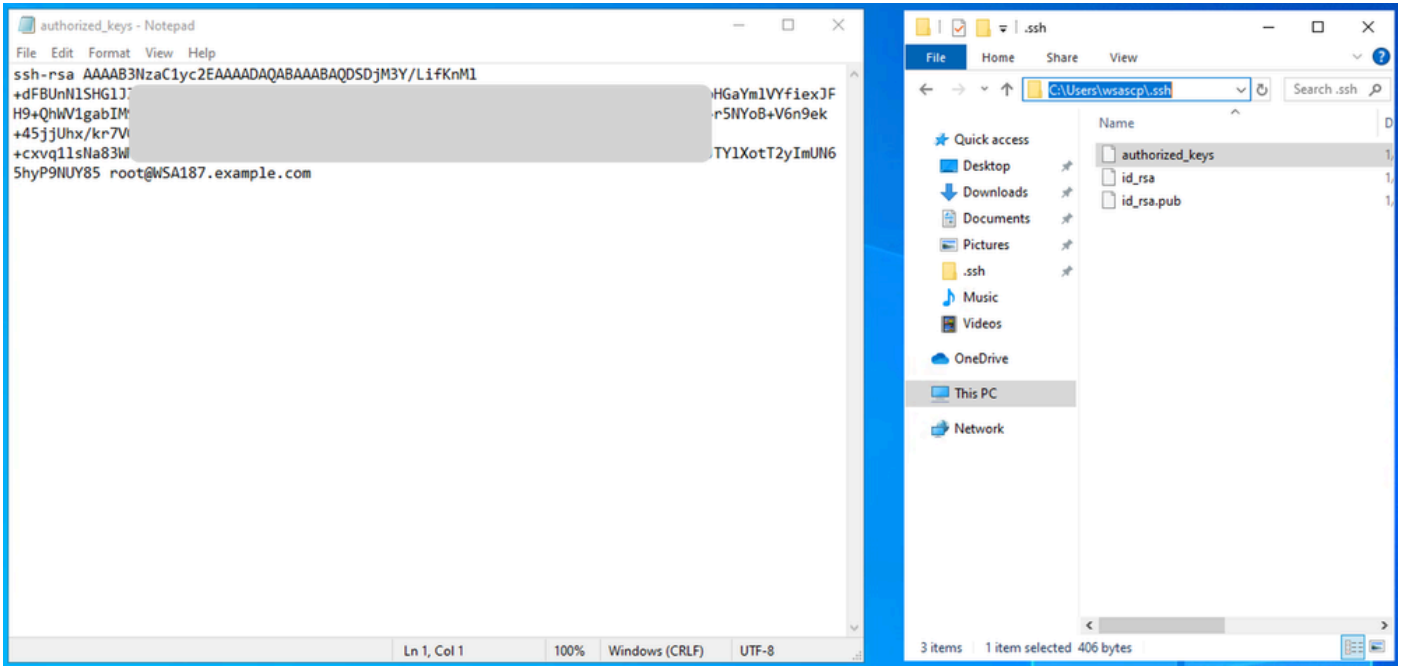 authorized_keys - Notepad
File Edit Format View Help
ssh-rsa AAAAB3NzaC1yc2EAAAADAQABAAABAQDSDjM3Y/LifKnMl
+dFBUnNlSHGlJ HGaYmlVYfiexJF
H9+QhWV1gabIM r5NYoB+V6n9ek
+45jjUhx/kr7V
+cxvq1lsNa83W TYlXotT2yImUN6
5hyP9NUY85 root@WSA187.example.com
Ln 1, Col 1 100% Windows (CRLF) UTF-8
.ssh
File Home Share View
C:\Users\wsascp\.ssh Search .ssh
Name D
Quick access
Desktop
Downloads
Documents
Pictures
.ssh
Music
Videos
OneDrive
This PC
Network
authorized_keys 1,
id_rsa 1,
id_rsa.pub 1,
3 items 1 item selected 406 bytes